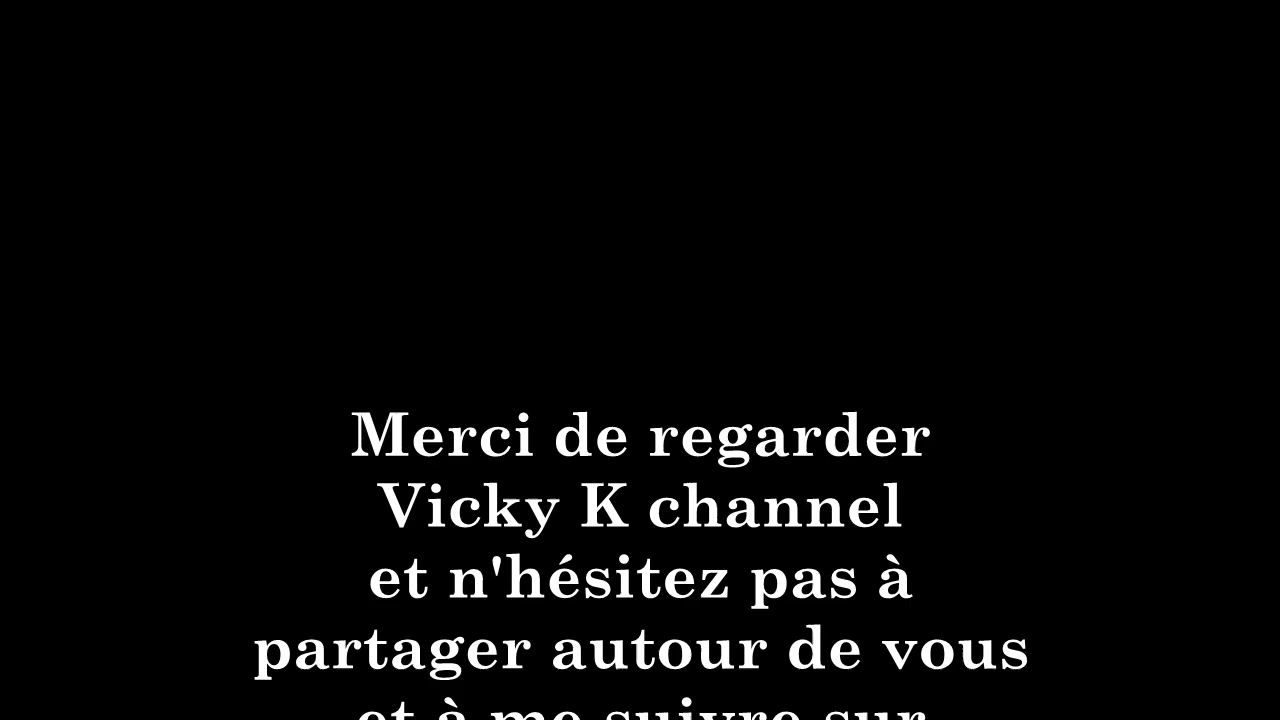 Merci de regarder
Vicky K channel
et n'hésitez pas à
partager autour de vous
et à me suivre sur